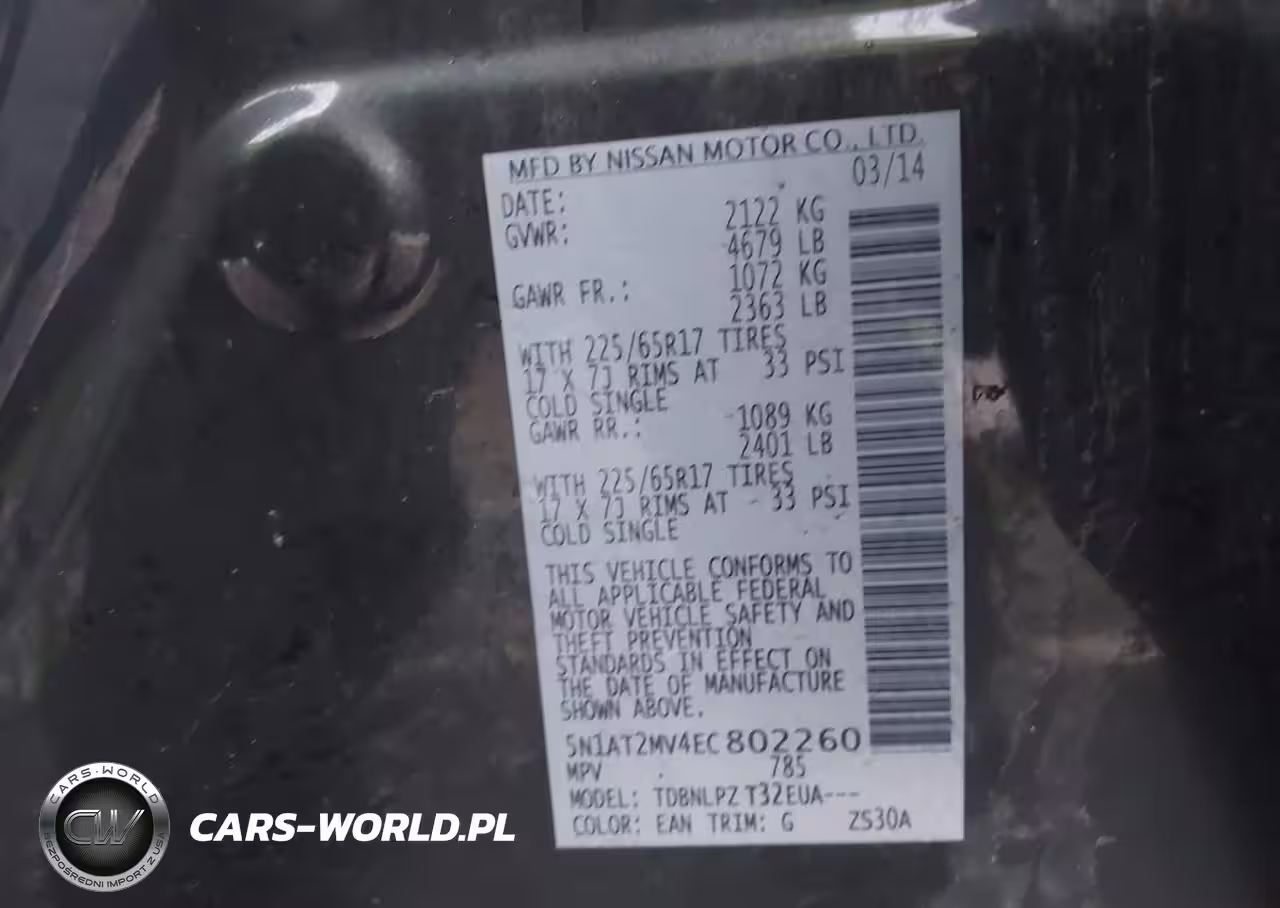 MFD BY NISSAN MOTOR CO., LTD.
DATE: 03/14
GVWR: 2122 KG
4679 LB
GAWR FR.: 1072 KG
2363 LB
WITH 225/65R17 TIRES
17 X 7J RIMS AT 33 PSI
COLD SINGLE
GAWR RR.: 1089 KG
2401 LB
WITH 225/65R17 TIRES
17 X 7J RIMS AT 33 PSI
COLD SINGLE
THIS VEHICLE CONFORMS TO
ALL APPLICABLE FEDERAL
MOTOR VEHICLE SAFETY AND
THEFT PREVENTION
STANDARDS IN EFFECT ON
THE DATE OF MANUFACTURE
SHOWN ABOVE.
5N1AT2MV4EC802260
MPV 785
MODEL: TDBNLPZ T32EUA---
COLOR: EAN TRIM: G ZS30A
CARS-WORLD
CW
BEZPOŚREDNI IMPORT Z USA
CARS-WORLD.PL